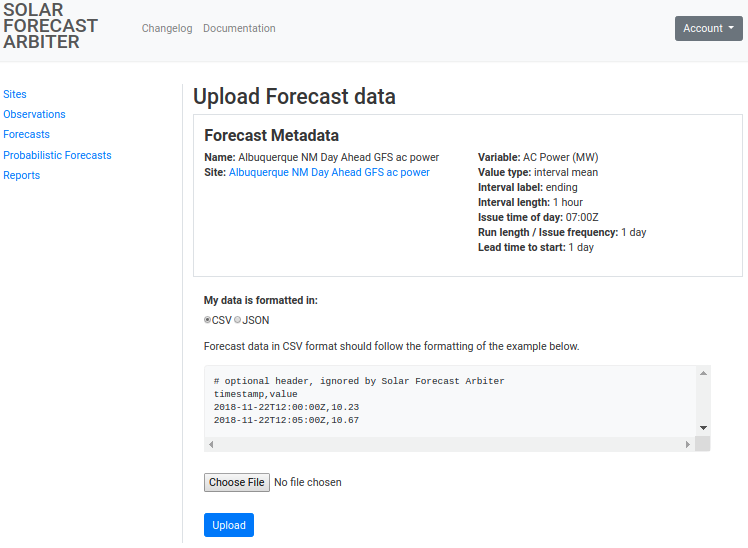 SOLAR
FORECAST
ARBITER
Changelog Documentation
Account
Sites
Observations
Forecasts
Probabilistic Forecasts
Reports
Upload Forecast data
Forecast Metadata
Name: Albuquerque NM Day Ahead GFS ac power
Site: Albuquerque NM Day Ahead GFS ac power
Variable: AC Power (MW)
Value type: interval mean
Interval label: ending
Interval length: 1 hour
Issue time of day: 07:00Z
Run length / Issue frequency: 1 day
Lead time to start: 1 day
My data is formatted in:
CSV JSON
Forecast data in CSV format should follow the formatting of the example below.
# optional header, ignored by Solar Forecast Arbiter
timestamp,value
2018-11-22T12:00:00Z,10.23
2018-11-22T12:05:00Z,10.67
Choose File No file chosen
Upload